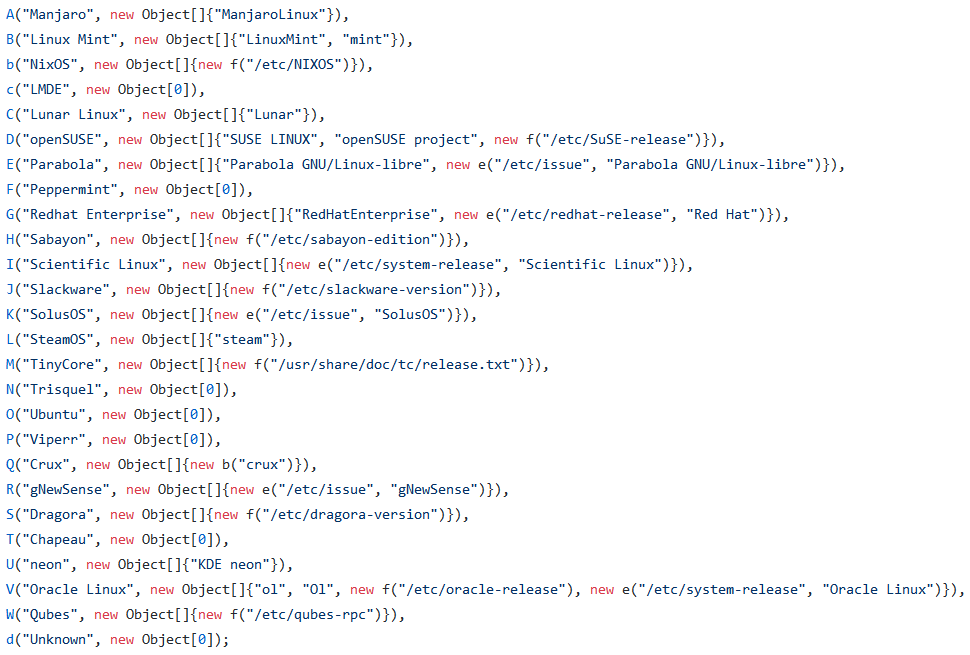 A("Manjaro", new Object[]{"ManjaroLinux"}),
B("Linux Mint", new Object[]{"LinuxMint", "mint"}),
b("NixOS", new Object[]{new f("/etc/NIXOS")}),
c("LMDE", new Object[0]),
C("Lunar Linux", new Object[]{"Lunar"}),
D("openSUSE", new Object[]{"SUSE LINUX", "openSUSE project", new f("/etc/SuSE-release")}),
E("Parabola", new Object[]{"Parabola GNU/Linux-libre", new e("/etc/issue", "Parabola GNU/Linux-libre")}),
F("Peppermint", new Object[0]),
G("Redhat Enterprise", new Object[]{"RedHatEnterprise", new e("/etc/redhat-release", "Red Hat")}),
H("Sabayon", new Object[]{new f("/etc/sabayon-edition")}),
I("Scientific Linux", new Object[]{new e("/etc/system-release", "Scientific Linux")}),
J("Slackware", new Object[]{new f("/etc/slackware-version")}),
K("SolusOS", new Object[]{new e("/etc/issue", "SolusOS")}),
L("SteamOS", new Object[]{"steam"}),
M("TinyCore", new Object[]{new f("/usr/share/doc/tc/release.txt")}),
N("Trisquel", new Object[0]),
O("Ubuntu", new Object[0]),
P("Viperr", new Object[0]),
Q("Crux", new Object[]{new b("crux")}),
R("gNewSense", new Object[]{new e("/etc/issue", "gNewSense")}),
S("Dragora", new Object[]{new f("/etc/dragora-version")}),
T("Chapeau", new Object[0]),
U("neon", new Object[]{"KDE neon"}),
V("Oracle Linux", new Object[]{"ol", "Ol", new f("/etc/oracle-release"), new e("/etc/system-release", "Oracle Linux")}),
W("Qubes", new Object[]{new f("/etc/qubes-rpc")}),
d("Unknown", new Object[0]);